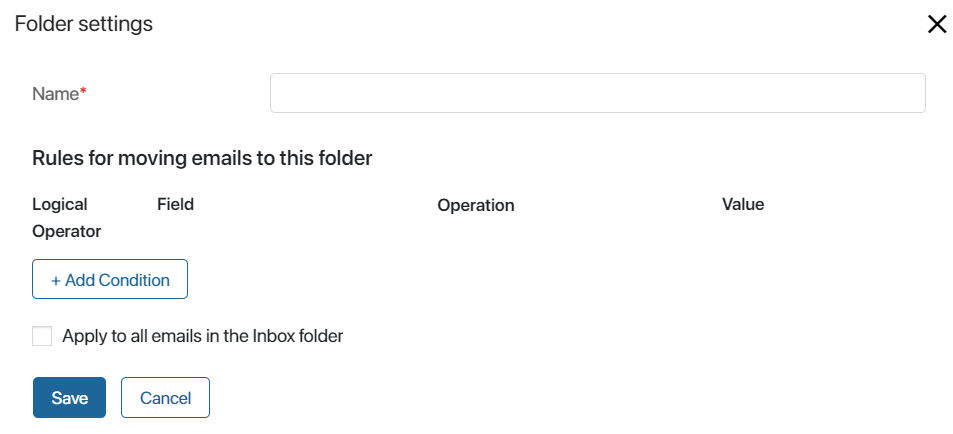 Folder settings
Name*
Rules for moving emails to this folder
Logical Operator Field Operation Value
+ Add Condition
Apply to all emails in the Inbox folder
Save Cancel